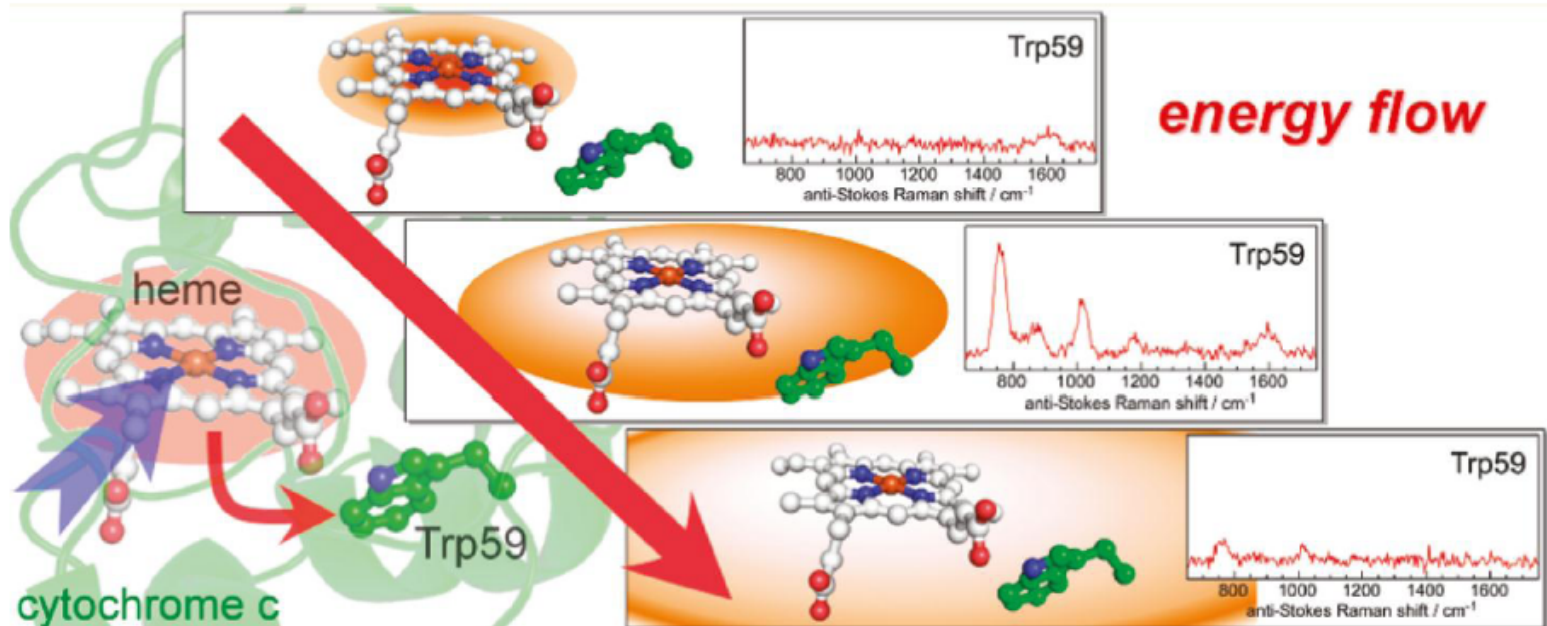 Trp59
energy flow
800 1000 1200 1400 1600
anti-Stokes Raman shift / cm⁻¹
Trp59
heme
800 1000 1200 1400 1600
anti-Stokes Raman shift / cm⁻¹
Trp59
Trp59
800 1000 1200 1400 1600
anti-Stokes Raman shift / cm⁻¹
cytochrome c